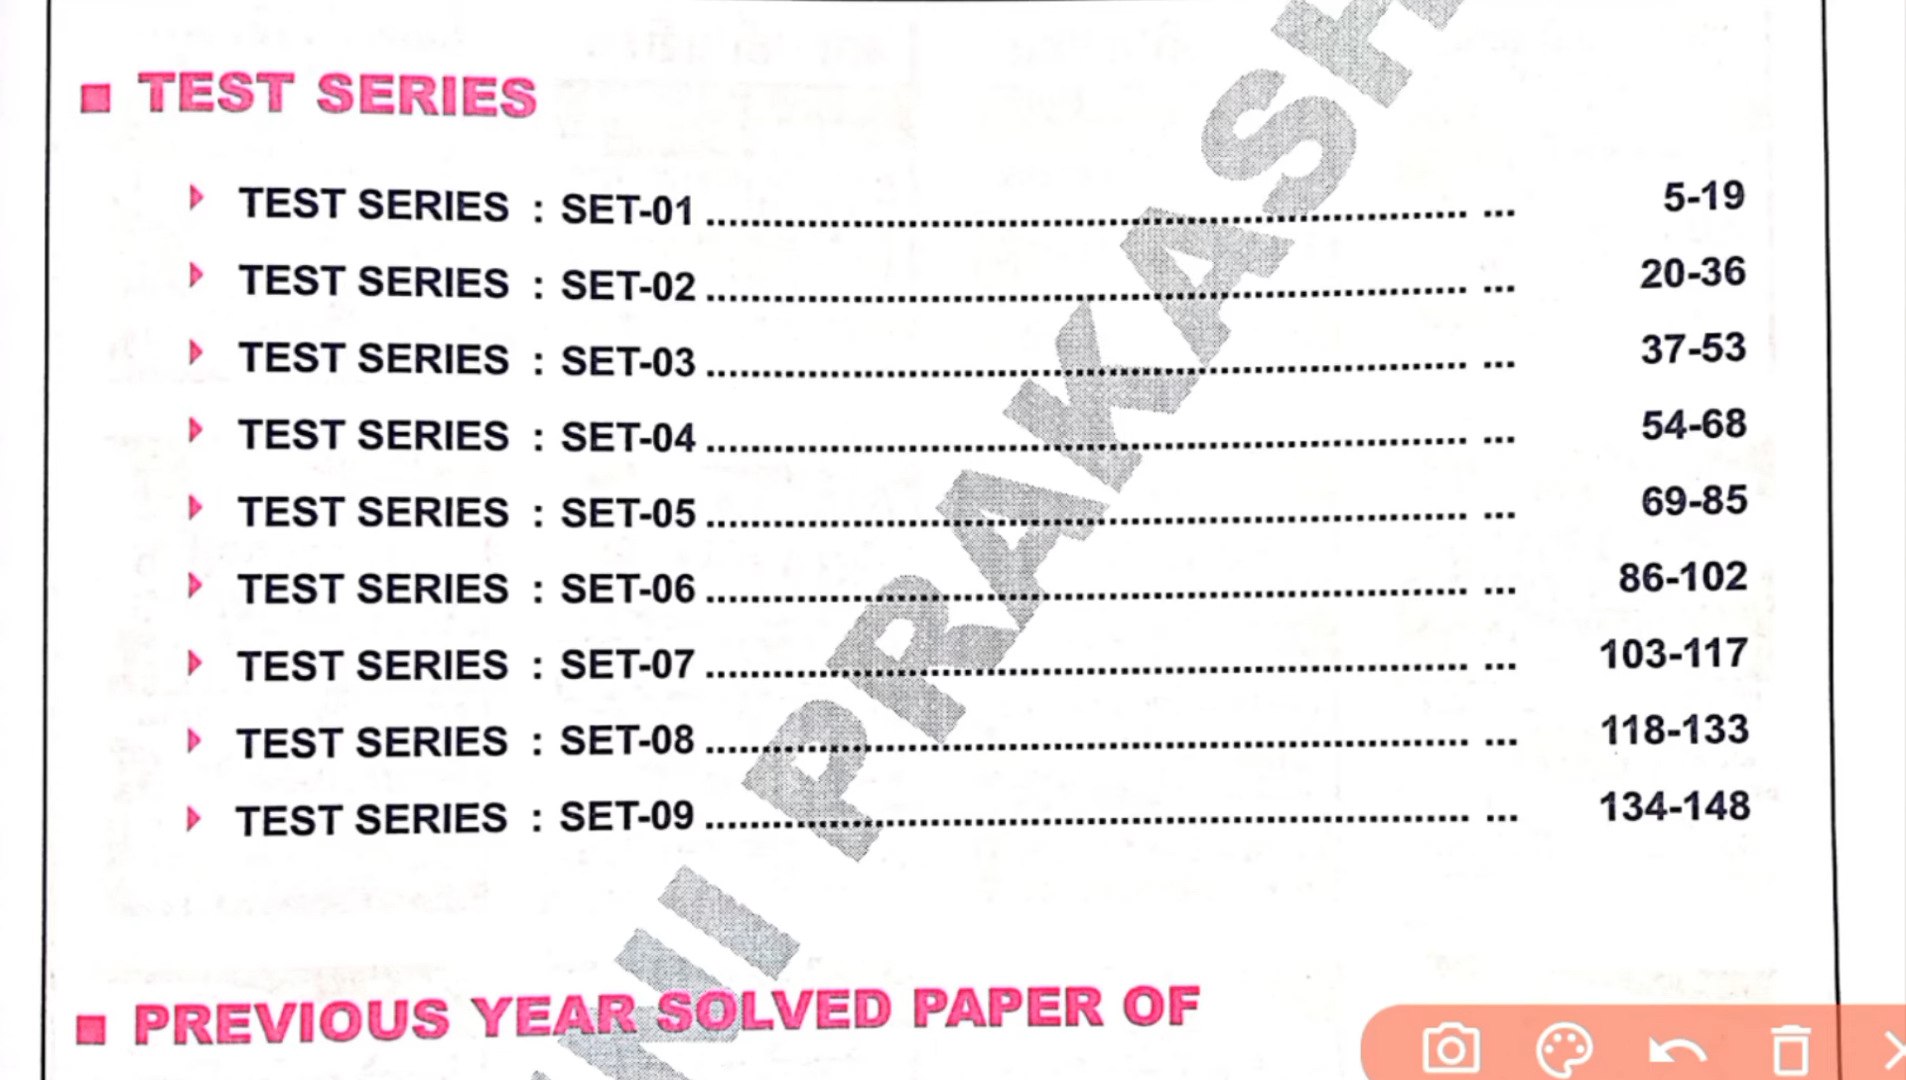 TEST SERIES
TEST SERIES : SET-01 ... 5-19
TEST SERIES : SET-02 ... 20-36
TEST SERIES : SET-03 ... 37-53
TEST SERIES : SET-04 ... 54-68
TEST SERIES : SET-05 ... 69-85
TEST SERIES : SET-06 ... 86-102
TEST SERIES : SET-07 ... 103-117
TEST SERIES : SET-08 ... 118-133
TEST SERIES : SET-09 ... 134-148
PREVIOUS YEAR SOLVED PAPER OF
NI PRAKASH